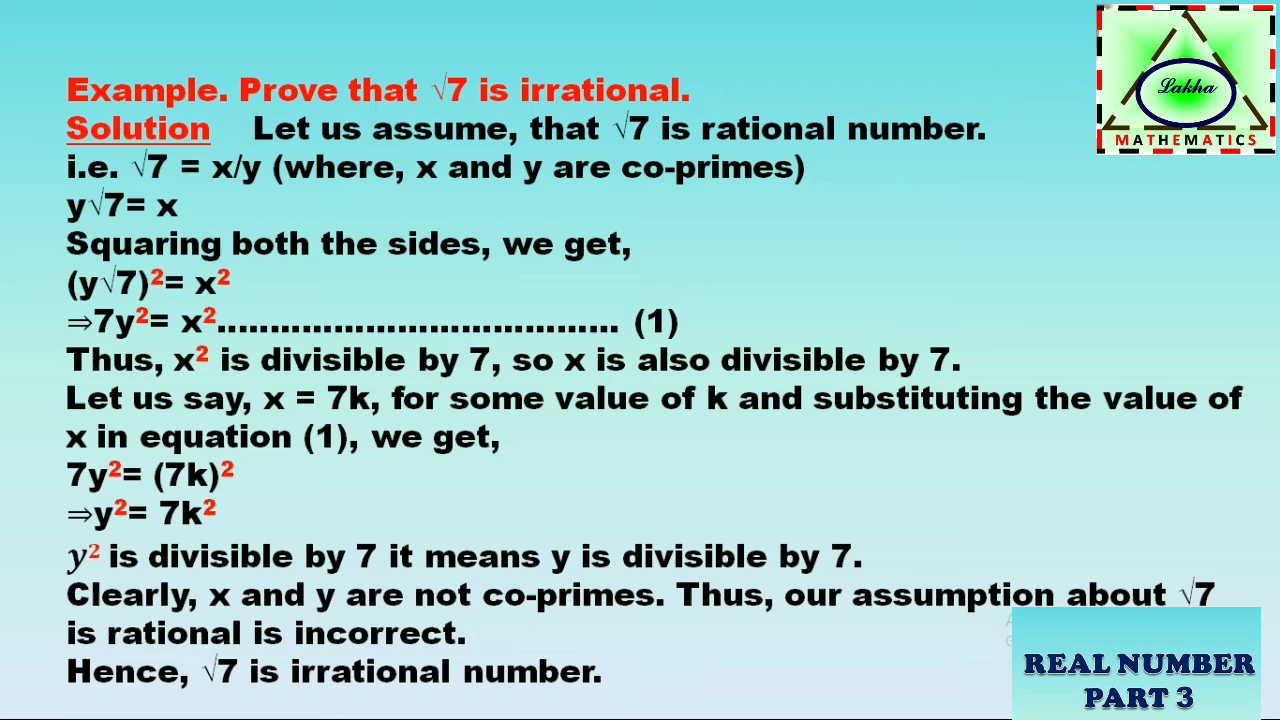 Example. Prove that √7 is irrational.
Solution Let us assume, that √7 is rational number.
i.e. √7 = x/y (where, x and y are co-primes)
y√7= x
Squaring both the sides, we get,
(y√7)²= x²
⇒7y²= x²...................................... (1)
Thus, x² is divisible by 7, so x is also divisible by 7.
Let us say, x = 7k, for some value of k and substituting the value of
x in equation (1), we get,
7y²= (7k)²
⇒y²= 7k²
y² is divisible by 7 it means y is divisible by 7.
Clearly, x and y are not co-primes. Thus, our assumption about √7
is rational is incorrect.
Hence, √7 is irrational number.
Lakha
MATHEMATICS
REAL NUMBER
PART 3